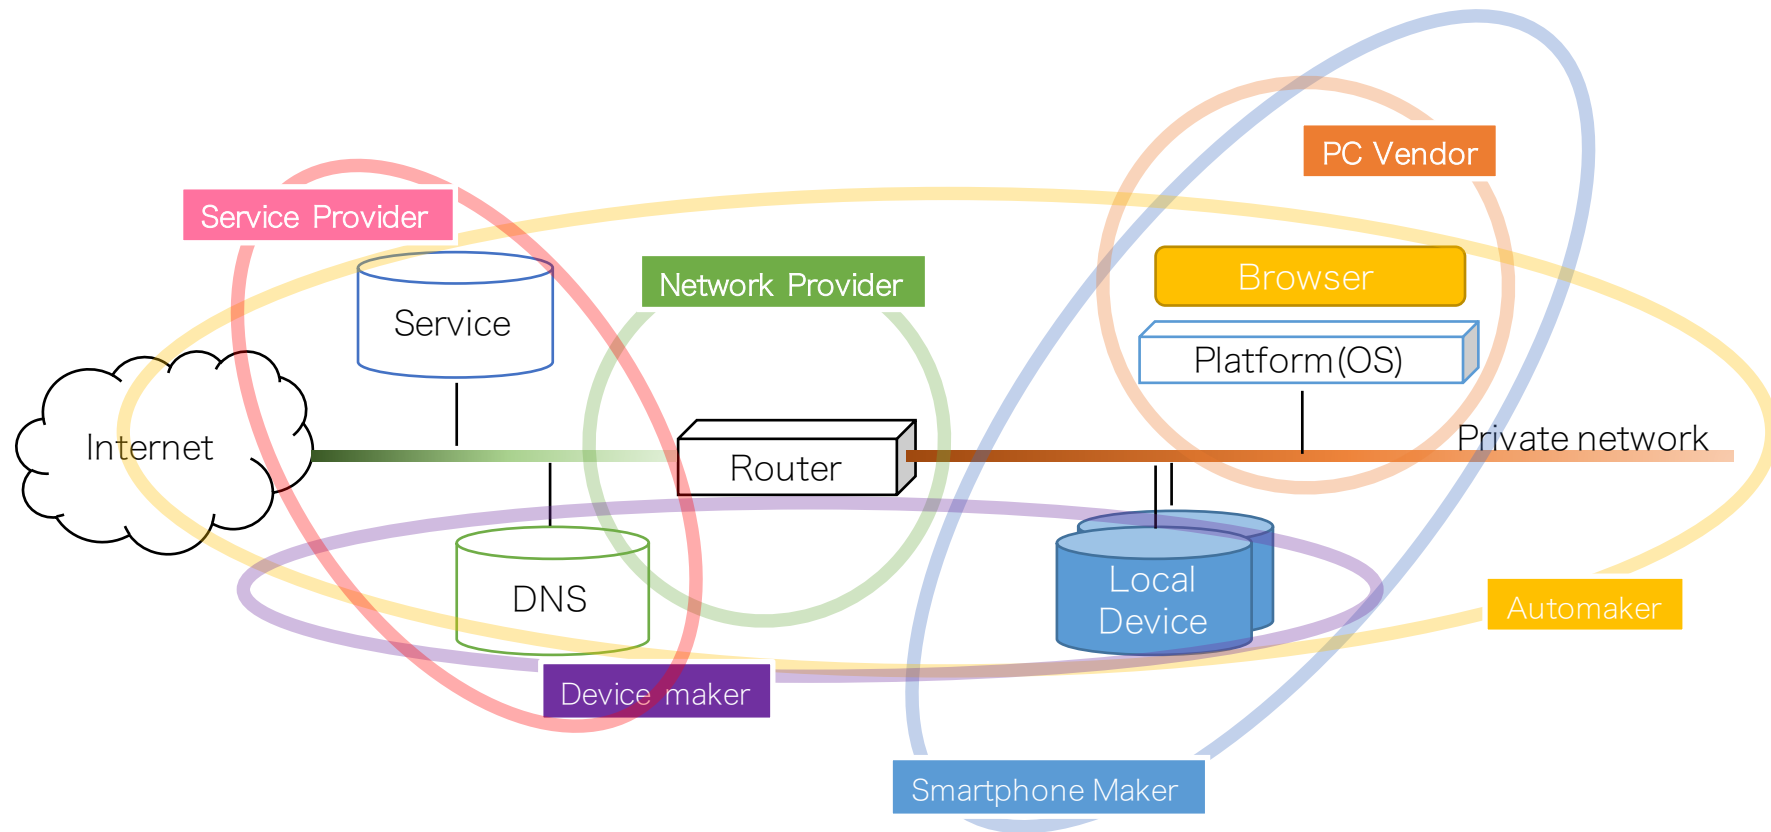 PC Vendor
Service Provider
Network Provider
Browser
Service
Platform(OS)
Internet
Private network
Router
Local
Device
DNS
Automaker
Device maker
Smartphone Maker